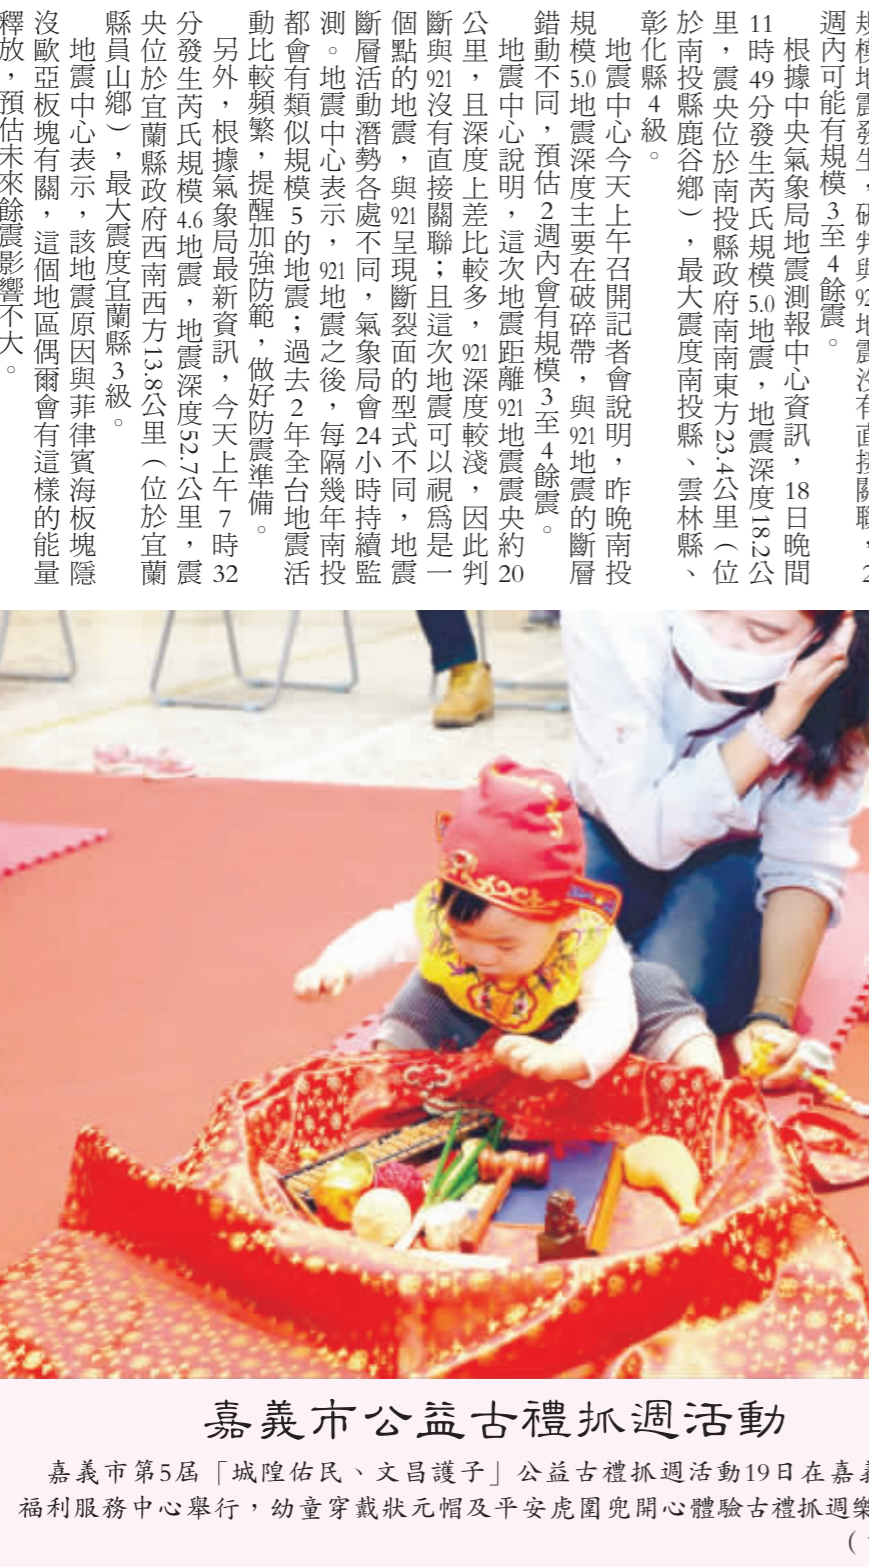 規模地震發生，研判與921地震沒有直接關聯，2
週內可能有規模3至4餘震。
根據中央氣象局地震測報中心資訊，18日晚間
11時49分發生芮氏規模5.0地震，地震深度18.2公
里，震央位於南投縣政府南南東方23.4公里（位
於南投縣鹿谷鄉），最大震度南投縣、雲林縣、
彰化縣4級。
地震中心今天上午召開記者會說明，昨晚南投
規模5.0地震深度主要在破碎帶，與921地震的斷層
錯動不同，預估2週內會有規模3至4餘震。
地震中心說明，這次地震距離921地震震央約20
公里，且深度上差比較多，921深度較淺，因此判
斷與921沒有直接關聯；且這次地震可以視爲是一
個點的地震，與921呈現斷裂面的型式不同，地震
斷層活動潛勢各處不同，氣象局會24小時持續監
測。地震中心表示，921地震之後，每隔幾年南投
都會有類似規模5的地震；過去2年全台地震活
動比較頻繁，提醒加強防範，做好防震準備。
另外，根據氣象局最新資訊，今天上午7時32
分發生芮氏規模4.6地震，地震深度52.7公里，震
央位於宜蘭縣政府西南西方13.8公里（位於宜蘭
縣員山鄉），最大震度宜蘭縣3級。
地震中心表示，該地震原因與菲律賓海板塊隱
沒歐亞板塊有關，這個地區偶爾會有這樣的能量
釋放，預估未來餘震影響不大。
嘉義市公益古禮抓週活動
嘉義市第5屆「城隍佑民、文昌護子」公益古禮抓週活動19日在嘉義
福利服務中心舉行，幼童穿戴狀元帽及平安虎圍兜開心體驗古禮抓週樂
（